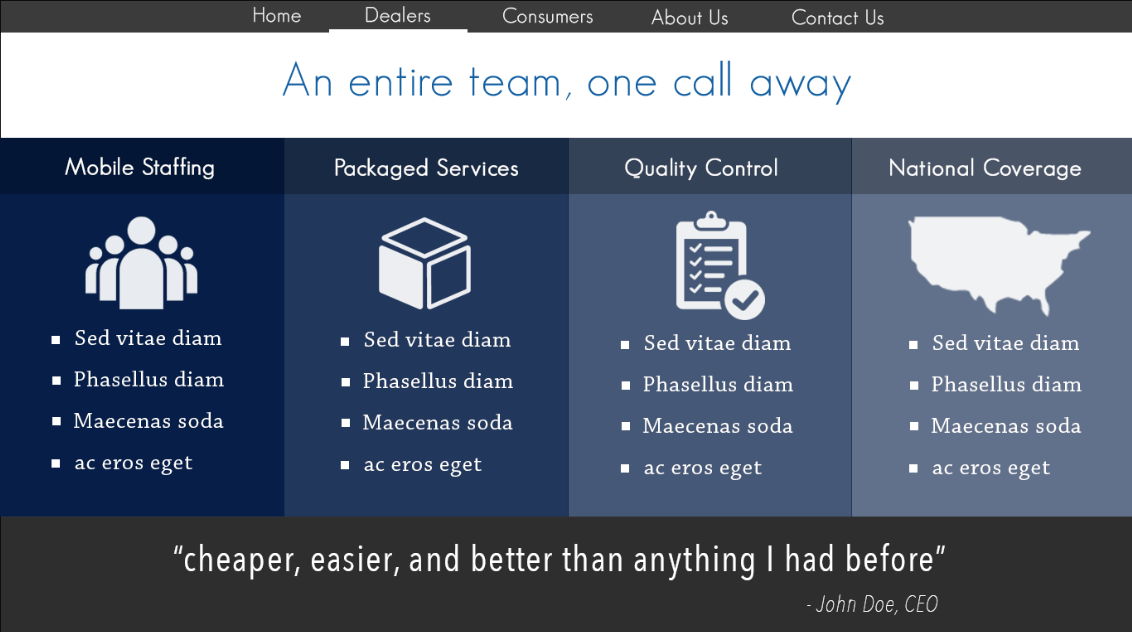 Home Dealers Consumers About Us Contact Us
An entire team, one call away
Mobile Staffing
Sed vitae diam
Phasellus diam
Maecenas soda
ac eros eget
Packaged Services
Sed vitae diam
Phasellus diam
Maecenas soda
ac eros eget
Quality Control
Sed vitae diam
Phasellus diam
Maecenas soda
ac eros eget
National Coverage
Sed vitae diam
Phasellus diam
Maecenas soda
ac eros eget
“cheaper, easier, and better than anything I had before”
- John Doe, CEO